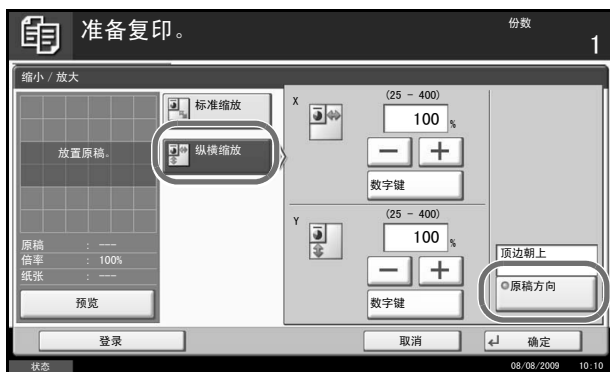 准备复印。
份数
1
缩小 / 放大
放置原稿。
原稿 : ---
倍率 : 100%
纸张 : ---
预览
标准缩放
纵横缩放
X
(25 - 400)
100 %
数字键
Y
(25 - 400)
100 %
数字键
顶边朝上
原稿方向
登录
取消
确定
状态
08/08/2009 10:10